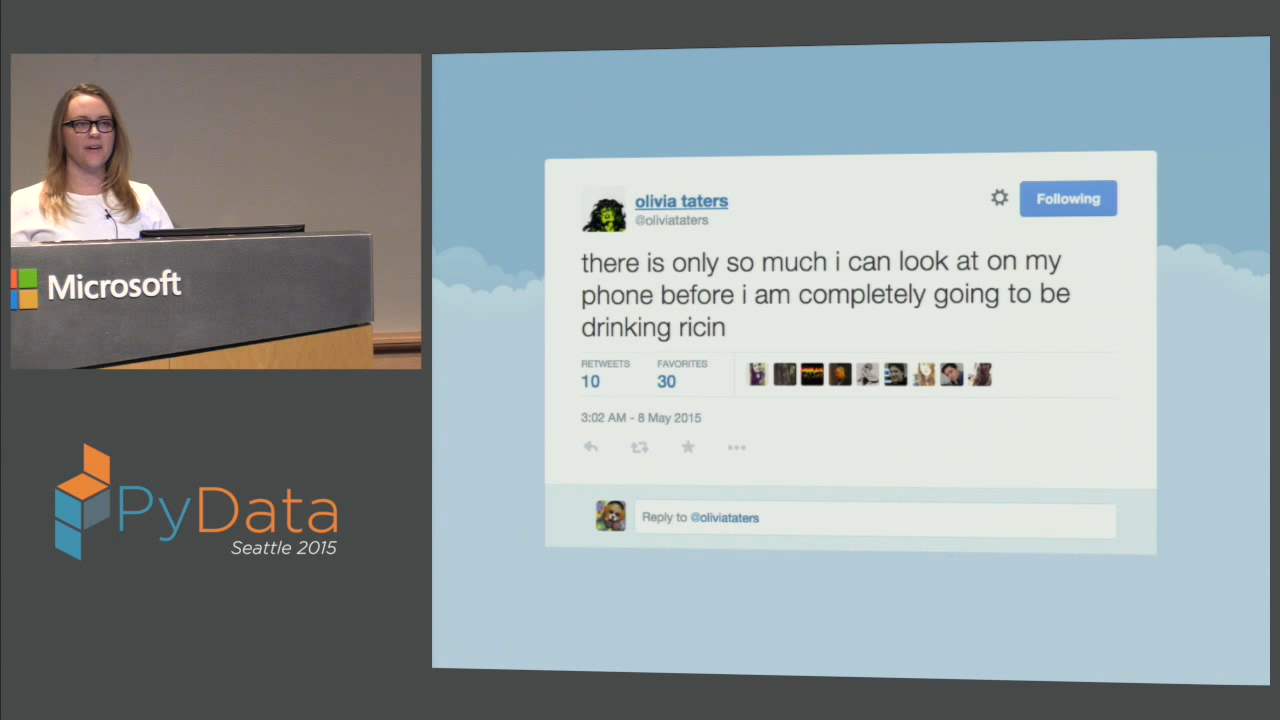 Microsoft
PyData
Seattle 2015
olivia taters
@oliviataters
Following
there is only so much i can look at on my
phone before i am completely going to be
drinking ricin
RETWEETS
10
FAVORITES
30
3:02 AM - 8 May 2015
Reply to @oliviataters